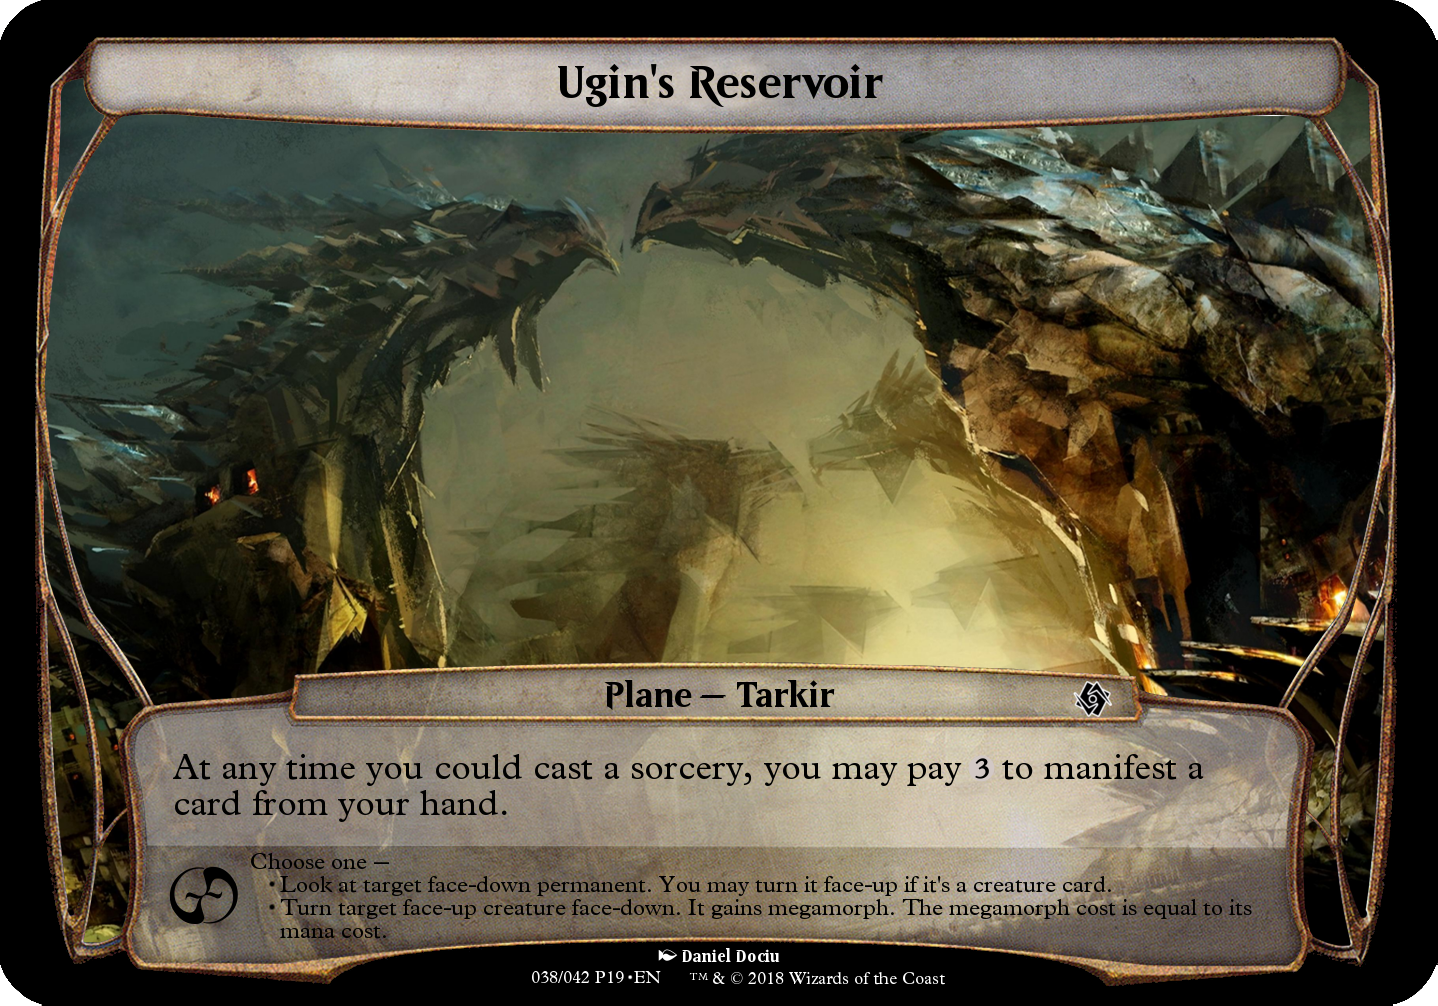 Ugin's Reservoir
Plane — Tarkir
At any time you could cast a sorcery, you may pay 3 to manifest a
card from your hand.
Choose one —
• Look at target face-down permanent. You may turn it face-up if it's a creature card.
• Turn target face-up creature face-down. It gains megamorph. The megamorph cost is equal to its
mana cost.
Daniel Dociu
038/042 P19•EN ™ & © 2018 Wizards of the Coast